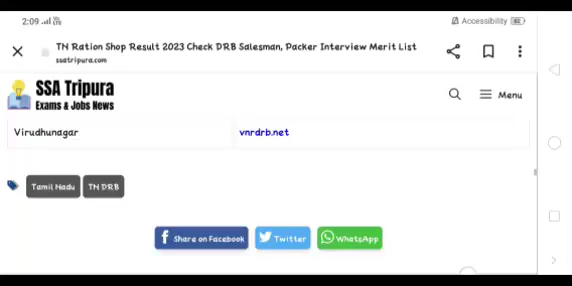 2:09
Accessibility
TN Ration Shop Result 2023 Check DRB Salesman, Packer Interview Merit List
ssatripura.com
SSA Tripura
Exams & Jobs News
Menu
Virudhunagar vnrdrb.net
Tamil Nadu TN DRB
Share on Facebook Twitter WhatsApp